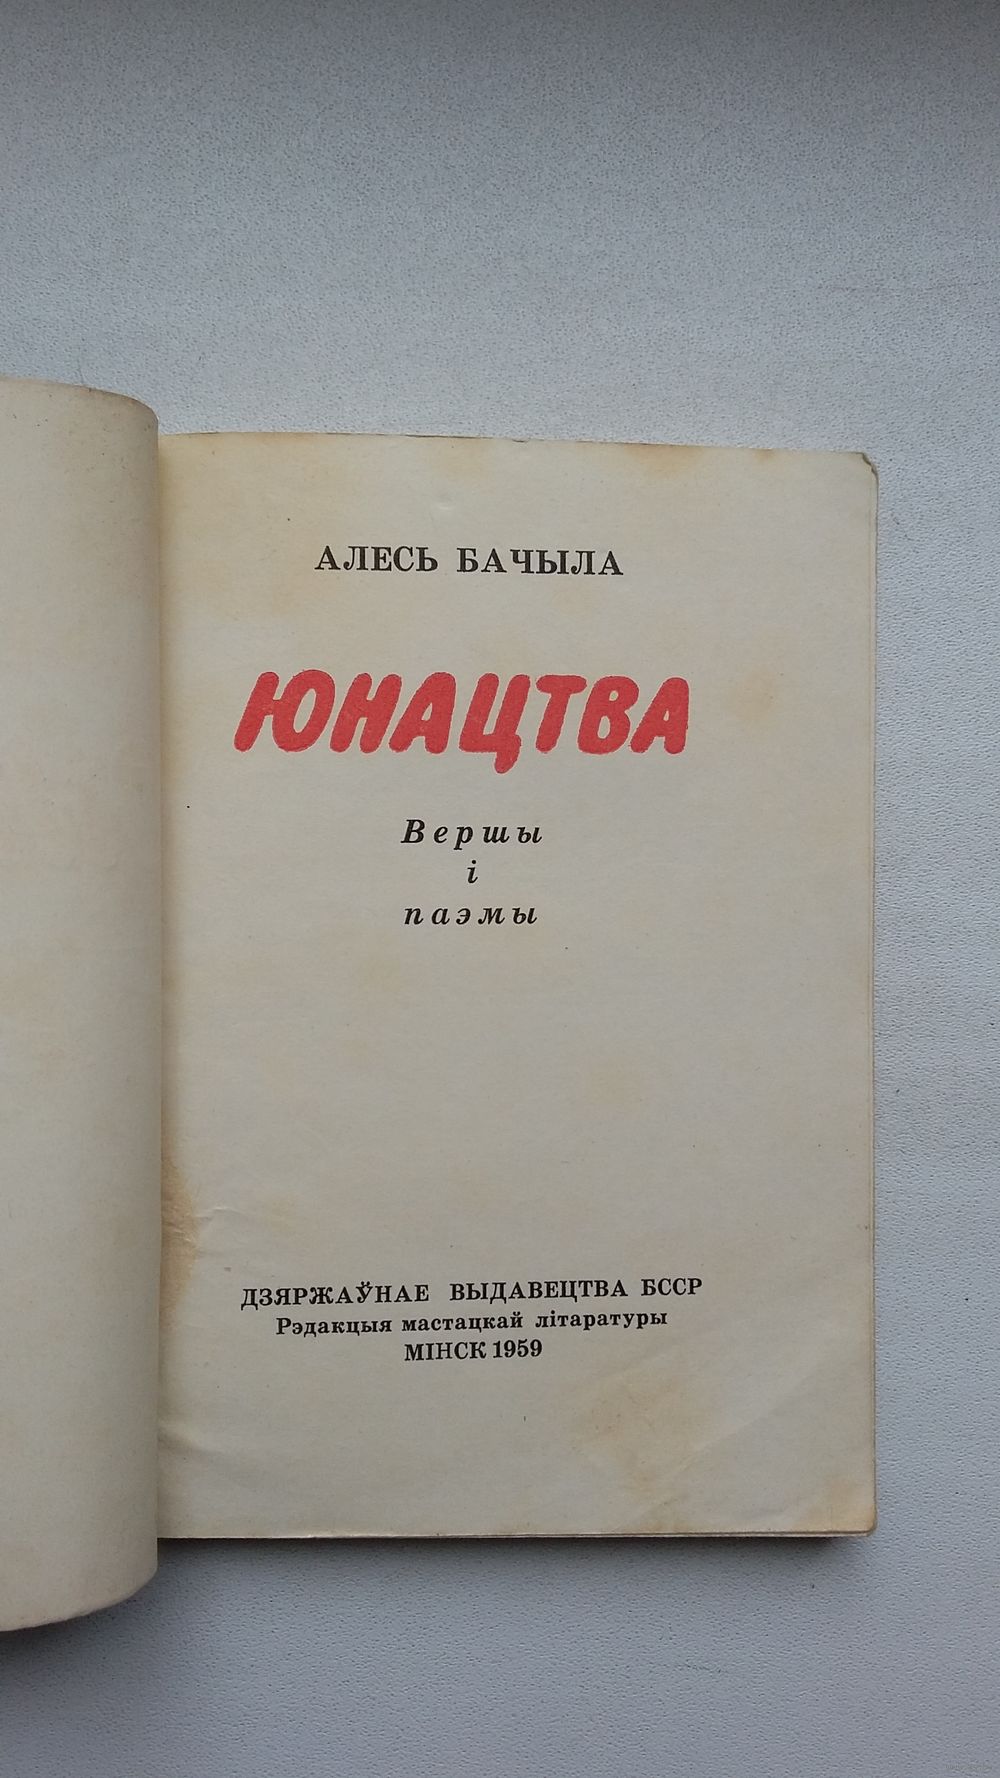 АЛЕСЬ БАЧЫЛА
ЮНАЦТВА
Вершы
і
паэмы
ДЗЯРЖАЎНАЕ ВЫДАВЕЦТВА БССР
Рэдакцыя мастацкай літаратуры
МІНСК 1959